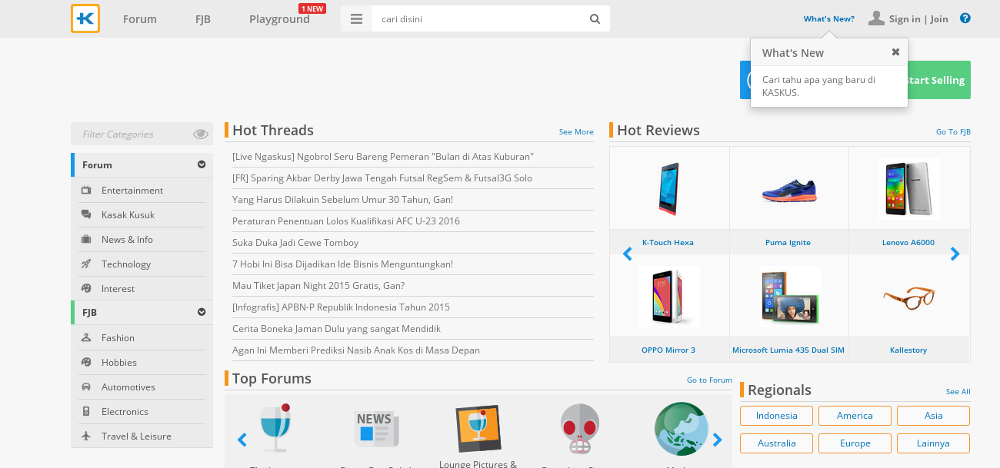 Forum
FJB
Playground
1 NEW
cari disini
What's New?
Sign in | Join
What's New
Cari tahu apa yang baru di
KASKUS.
Start Selling
Filter Categories
Forum
Entertainment
Kasak Kusuk
News & Info
Technology
Interest
FJB
Fashion
Hobbies
Automotives
Electronics
Travel & Leisure
Hot Threads
See More
[Live Ngaskus] Ngobrol Seru Bareng Pemeran "Bulan di Atas Kuburan"
[FR] Sparing Akbar Derby Jawa Tengah Futsal RegSem & Futsal3G Solo
Yang Harus Dilakuin Sebelum Umur 30 Tahun, Gan!
Peraturan Penentuan Lolos Kualifikasi AFC U-23 2016
Suka Duka Jadi Cewe Tomboy
7 Hobi Ini Bisa Dijadikan Ide Bisnis Menguntungkan!
Mau Tiket Japan Night 2015 Gratis, Gan?
[Infografis] APBN-P Republik Indonesia Tahun 2015
Cerita Boneka Jaman Dulu yang sangat Mendidik
Agan Ini Memberi Prediksi Nasib Anak Kos di Masa Depan
Hot Reviews
Go To FJB
K-Touch Hexa
Puma Ignite
Lenovo A6000
OPPO Mirror 3
Microsoft Lumia 435 Dual SIM
Kallestory
Top Forums
Go to Forum
NEWS
Lounge Pictures &
Regionals
See All
Indonesia
America
Asia
Australia
Europe
Lainnya